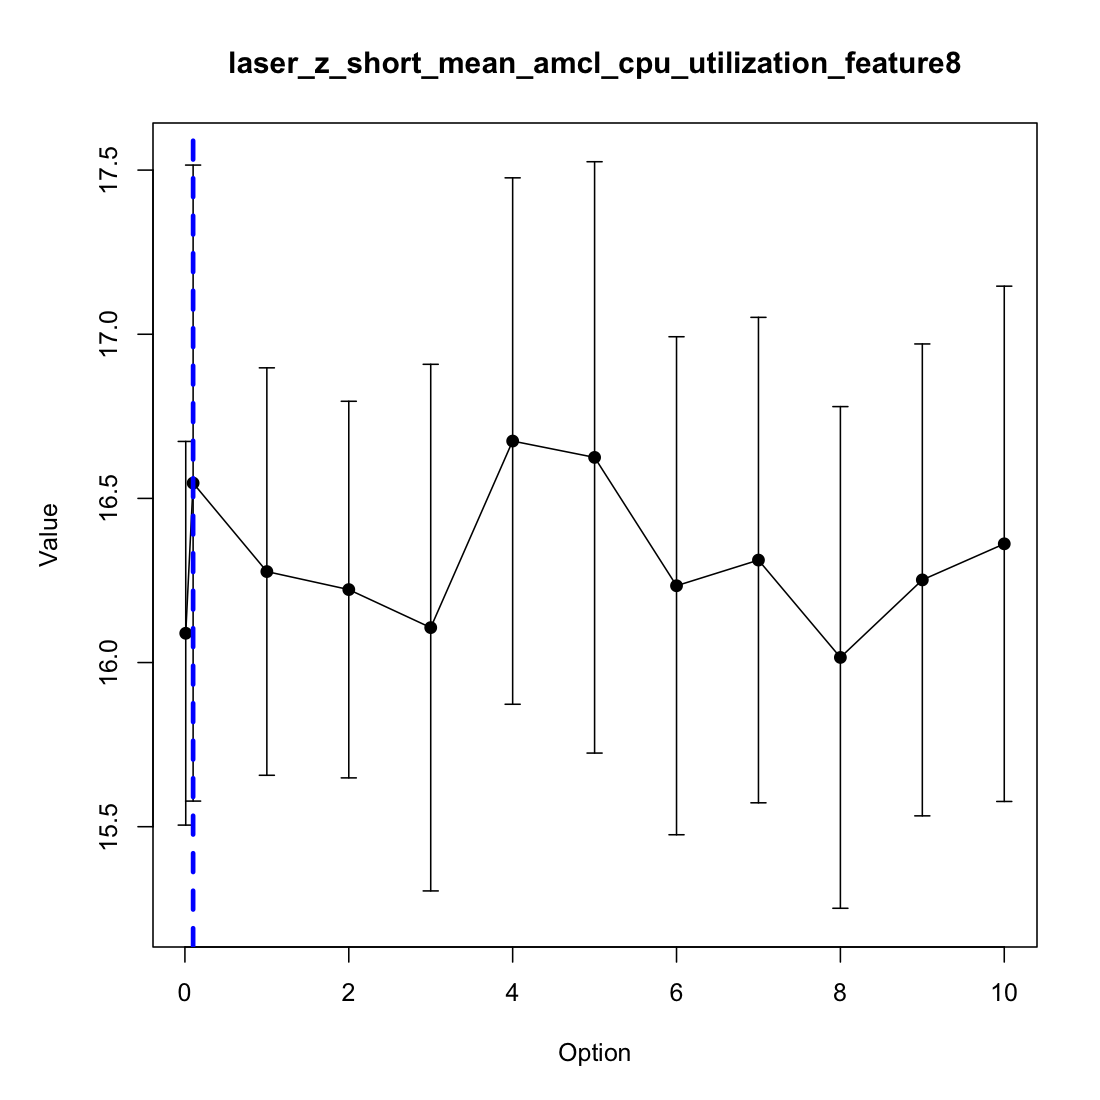 laser_z_short_mean_amcl_cpu_utilization_feature8
Value
17.5
17.0
16.5
16.0
15.5
0 2 4 6 8 10
Option